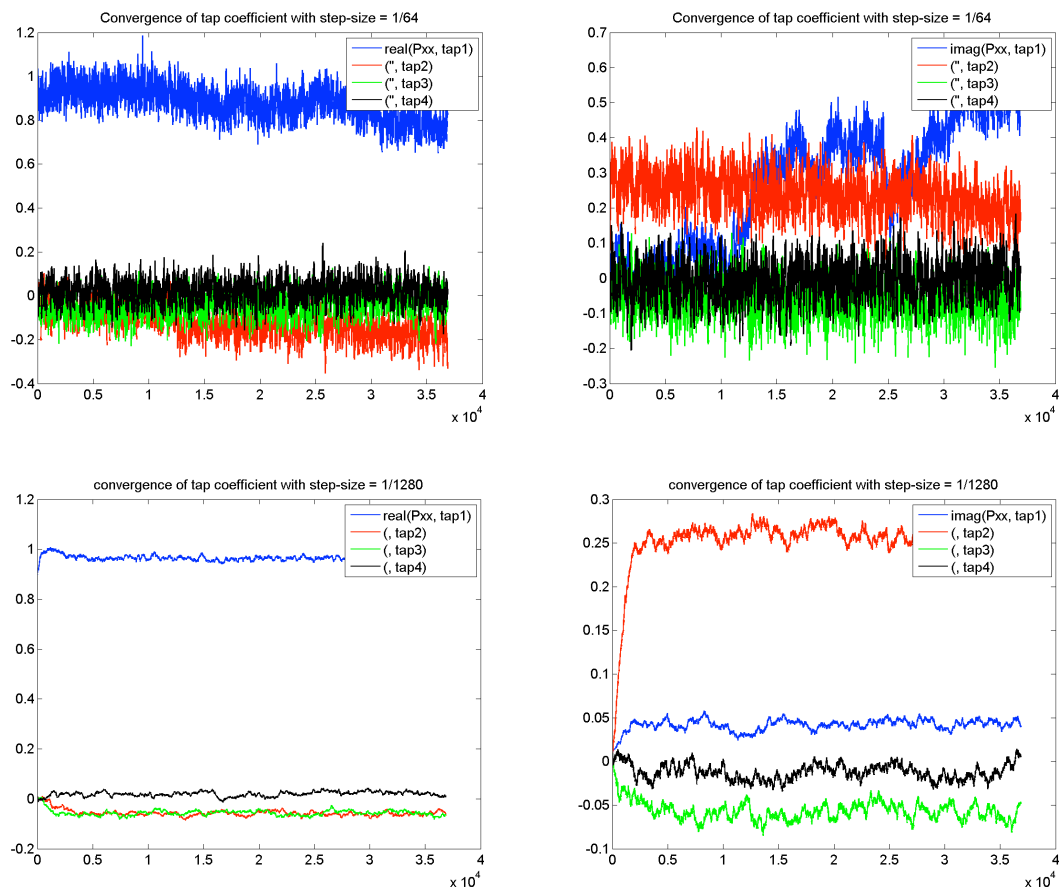 Convergence of tap coefficient with step-size = 1/64
1.2
1
0.8
0.6
0.4
0.2
0
-0.2
-0.4
real(Pxx, tap1)
(", tap2)
(", tap3)
(", tap4)
0 0.5 1 1.5 2 2.5 3 3.5 4
x 10^4
Convergence of tap coefficient with step-size = 1/64
0.7
0.6
0.5
0.4
0.3
0.2
0.1
0
-0.1
-0.2
-0.3
imag(Pxx, tap1)
(", tap2)
(", tap3)
(", tap4)
0 0.5 1 1.5 2 2.5 3 3.5 4
x 10^4
convergence of tap coefficient with step-size = 1/1280
1.2
1
0.8
0.6
0.4
0.2
0
-0.2
real(Pxx, tap1)
(, tap2)
(, tap3)
(, tap4)
0 0.5 1 1.5 2 2.5 3 3.5 4
x 10^4
convergence of tap coefficient with step-size = 1/1280
0.3
0.25
0.2
0.15
0.1
0.05
0
-0.05
-0.1
imag(Pxx, tap1)
(, tap2)
(, tap3)
(, tap4)
0 0.5 1 1.5 2 2.5 3 3.5 4
x 10^4